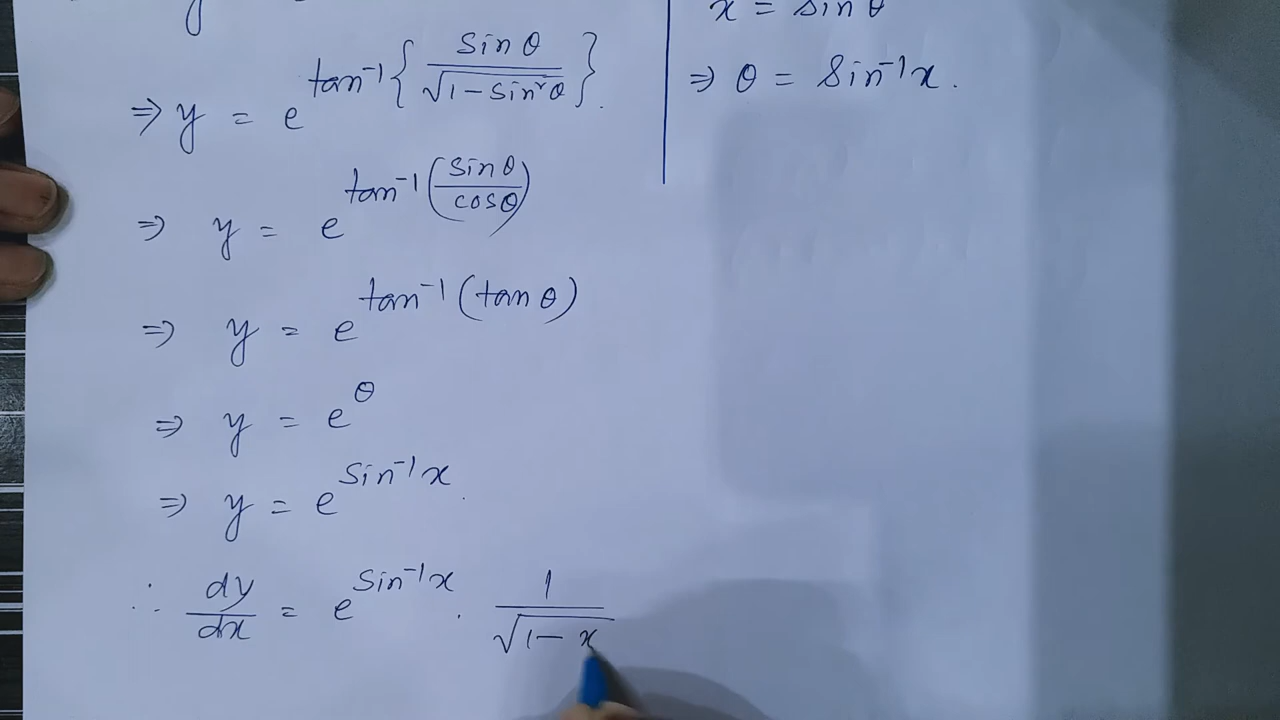 x = sin θ
⇒ y = e^tan⁻¹{sin θ / √1 − sin²θ}.
⇒ θ = sin⁻¹x.
⇒ y = e^tan⁻¹(sin θ / cos θ)
⇒ y = e^tan⁻¹(tan θ)
⇒ y = e^θ
⇒ y = e^sin⁻¹x.
∴ dy/dx = e^sin⁻¹x . 1 / √1 − x